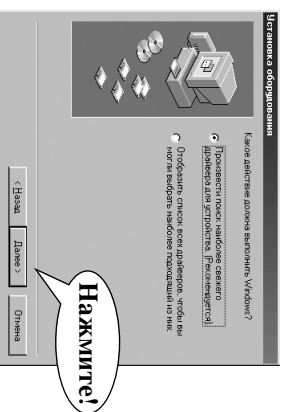 Установка оборудования
Какое действие должна выполнить Windows?
Произвести поиск наиболее свежего
драйвера для устройства. (Рекомендуется).
Отобразить список всех драйверов, чтобы вы
могли выбрать наиболее подходящий из них.
< Назад
Далее >
Отмена
Нажмите!